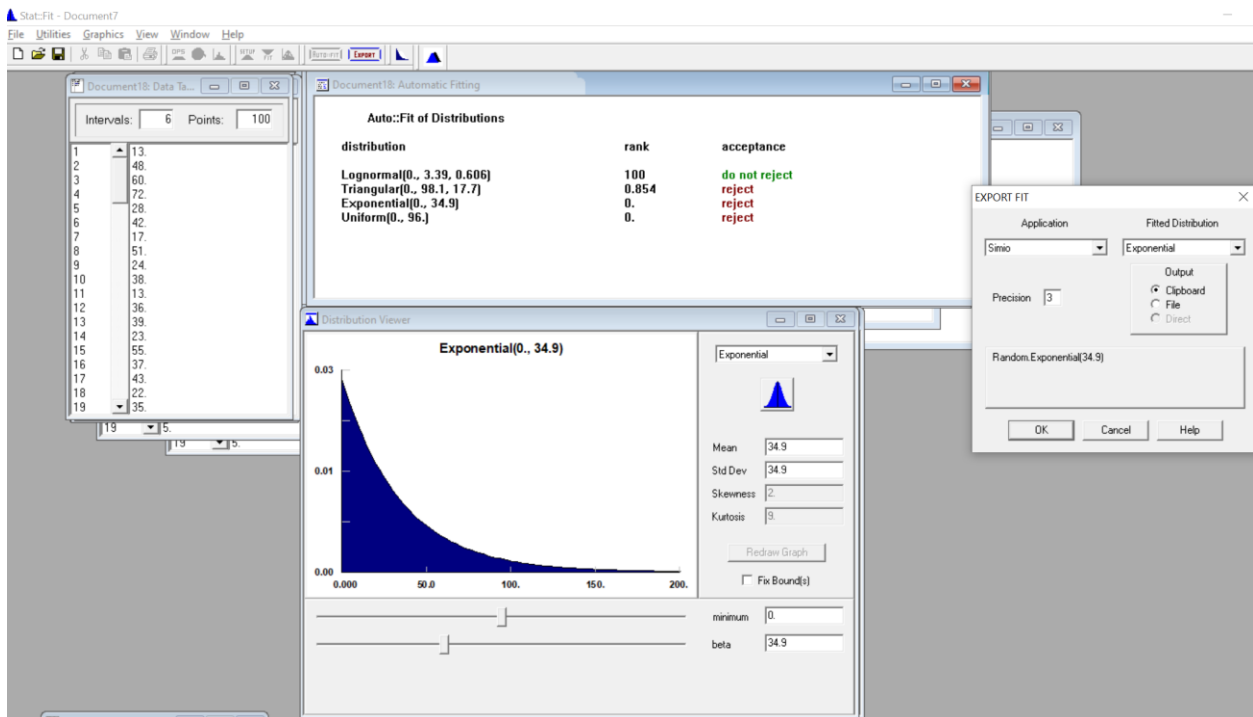 Stat::Fit - Document7
File Utilities Graphics View Window Help
AUTO::FIT EXPORT
Document18: Data Ta...
Intervals: 6 Points: 100
1 13.
2 48.
3 60.
4 72.
5 28.
6 42.
7 17.
8 51.
9 24.
10 38.
11 13.
12 36.
13 39.
14 23.
15 55.
16 37.
17 43.
18 22.
19 35.
19 5.
19 5.
Document18: Automatic Fitting
Auto::Fit of Distributions
distribution rank acceptance
Lognormal(0., 3.39, 0.606) 100 do not reject
Triangular(0., 98.1, 17.7) 0.854 reject
Exponential(0., 34.9) 0. reject
Uniform(0., 96.) 0. reject
Distribution Viewer
Exponential(0., 34.9)
0.03
0.01
0.00
0.000 50.0 100. 150. 200.
Exponential
Mean 34.9
Std Dev 34.9
Skewness 2.
Kurtosis 9.
Redraw Graph
Fix Bound(s)
minimum 0.
beta 34.9
EXPORT FIT
Application Fitted Distribution
Simio Exponential
Output
Clipboard
File
Direct
Precision 3
Random.Exponential(34.9)
OK Cancel Help